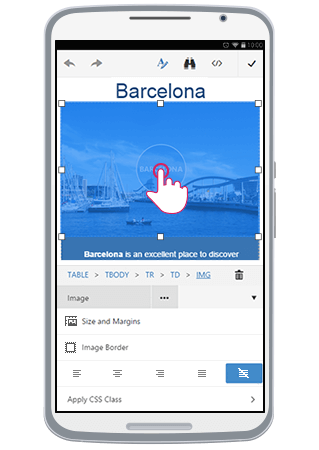 10:00
Barcelona
BARCELONA
Barcelona is an excellent place to discover
TABLE > TBODY > TR > TD > IMG
Image
Size and Margins
Image Border
Apply CSS Class